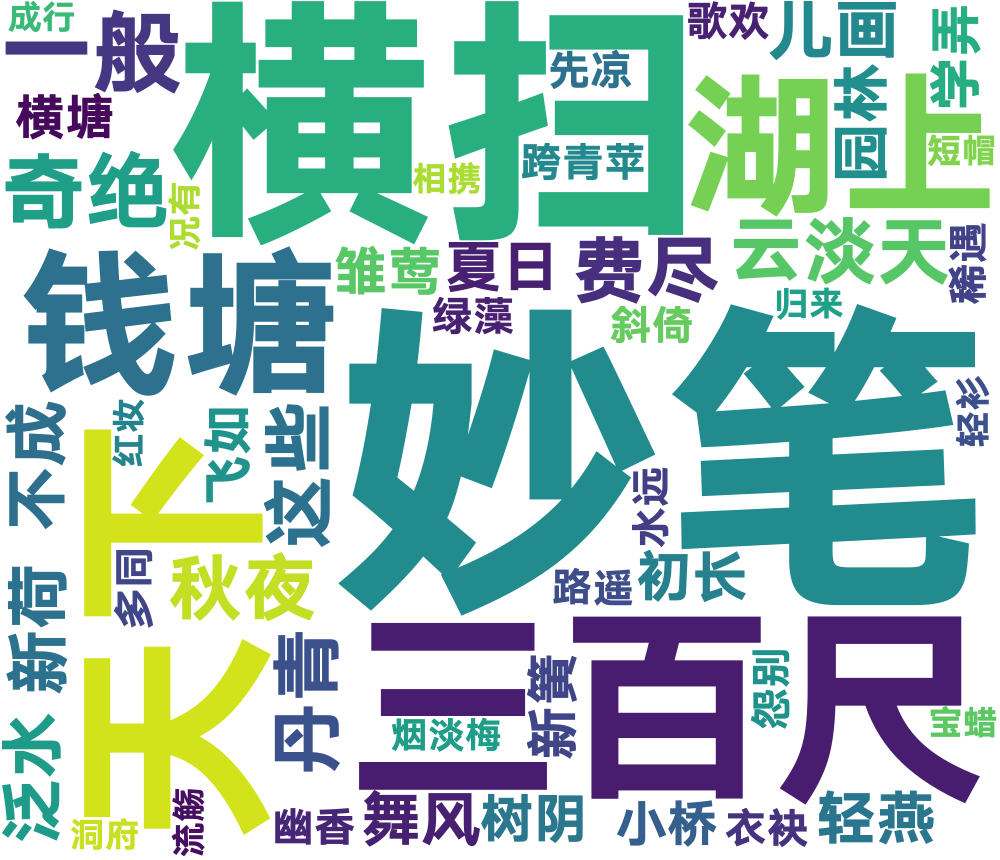 成行
一般
横扫
歌欢
儿画
学弄
先凉
湖上
园林
横塘
跨青苹
短帽
奇绝
相携
况有
云淡天
稀遇
钱塘
雏莺
夏日
费尽
绿藻
斜倚
归来
妙笔
轻衫
不成
红妆
飞如
这些
天下
水远
多同
秋夜
路遥
初长
新荷
三百尺
丹青
新簧
怨别
泛水
烟淡梅
宝蜡
洞府
流觞
幽香
舞风
树阴
小桥
衣袂
轻燕